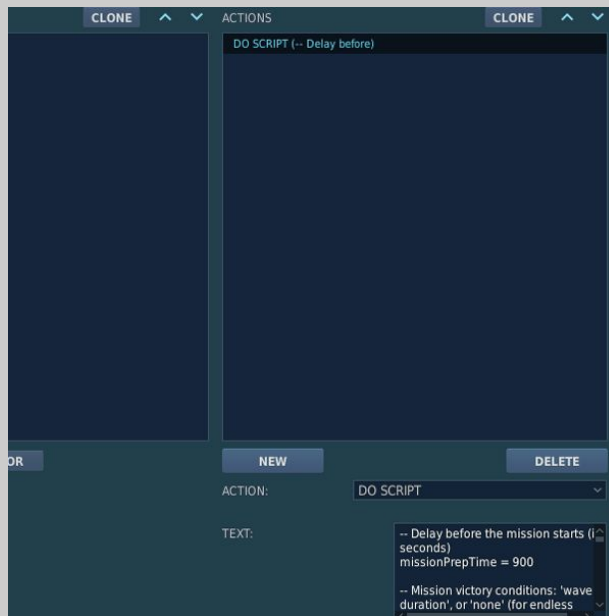 CLONE ACTIONS CLONE
DO SCRIPT (-- Delay before)
OR NEW DELETE
ACTION: DO SCRIPT
TEXT: -- Delay before the mission starts (i
seconds)
missionPrepTime = 900
-- Mission victory conditions: 'wave
duration', or 'none' (for endless